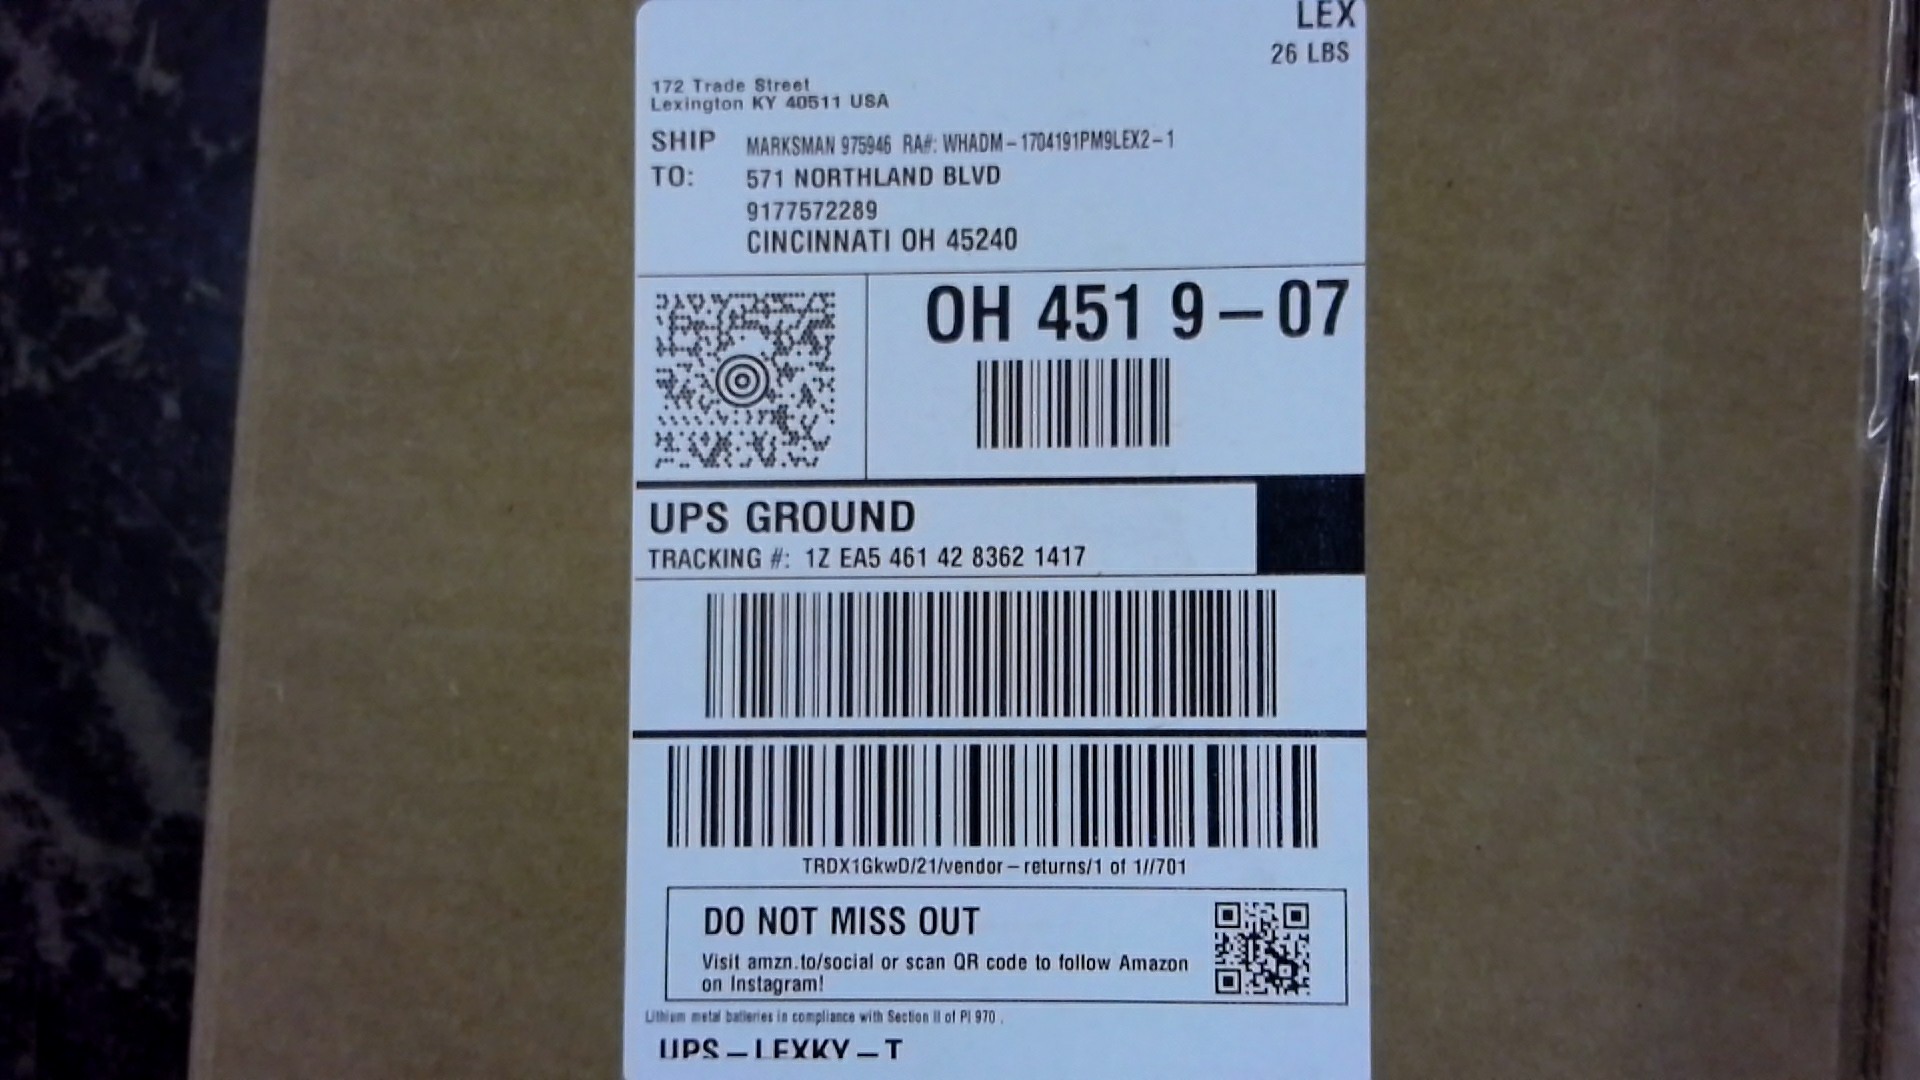 LEX
26 LBS
172 Trade Street
Lexington KY 40511 USA
SHIP MARKSMAN 975946 RA#: WHADM-1704191PM9LEX2-1
TO: 571 NORTHLAND BLVD
9177572289
CINCINNATI OH 45240
OH 451 9-07
UPS GROUND
TRACKING #: 1Z EA5 461 42 8362 1417
TRDX1GkwD/21/vendor-returns/1 of 1//701
DO NOT MISS OUT
Visit amzn.to/social or scan QR code to follow Amazon
on Instagram!
Lithium metal batteries in compliance with Section II of PI 970 .
UPS-LEXKY-T